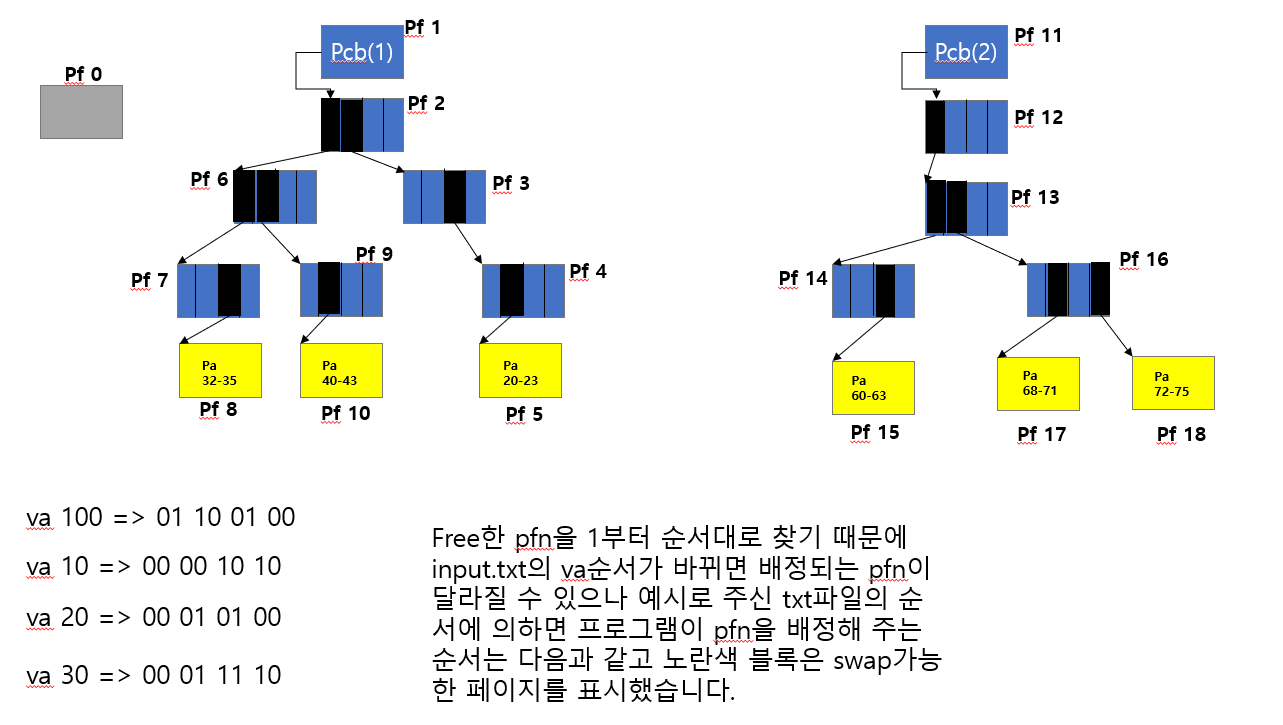 Pf 1
Pcb(1)
Pf 11
Pcb(2)
Pf 0
Pf 2
Pf 12
Pf 6
Pf 3
Pf 13
Pf 7
Pf 9
Pf 4
Pf 14
Pf 16
Pa
32-35
Pa
40-43
Pa
20-23
Pa
60-63
Pa
68-71
Pa
72-75
Pf 8
Pf 10
Pf 5
Pf 15
Pf 17
Pf 18
va 100 => 01 10 01 00
va 10 => 00 00 10 10
va 20 => 00 01 01 00
va 30 => 00 01 11 10
Free한 pfn을 1부터 순서대로 찾기 때문에
input.txt의 va순서가 바뀌면 배정되는 pfn이
달라질 수 있으나 예시로 주신 txt파일의 순
서에 의하면 프로그램이 pfn을 배정해 주는
순서는 다음과 같고 노란색 블록은 swap가능
한 페이지를 표시했습니다.